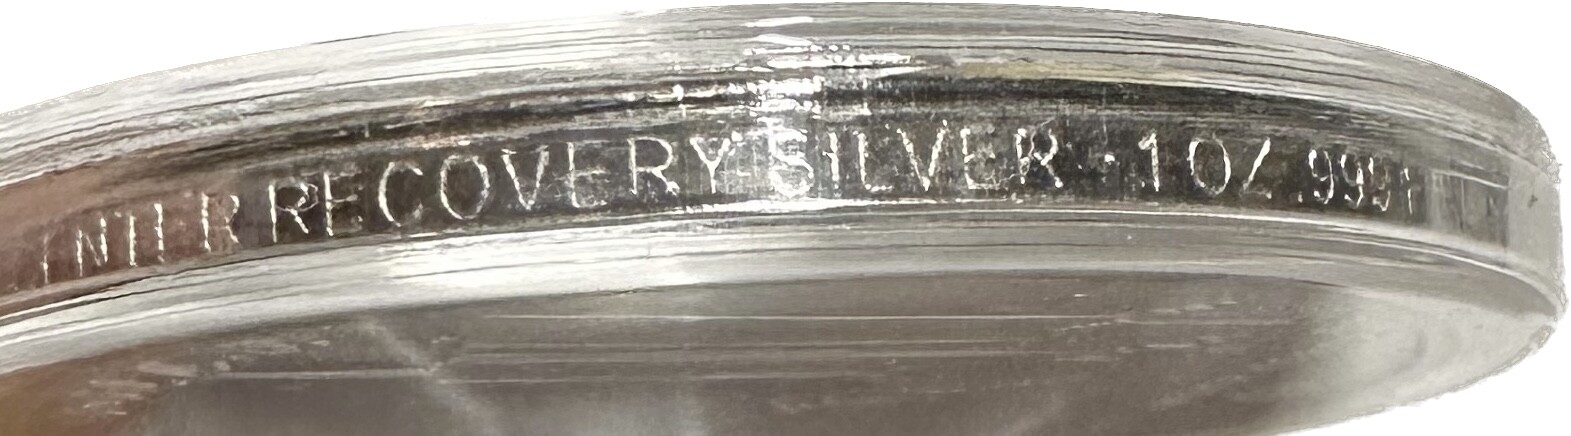 RECOVERY SILVER · 1 OZ .999